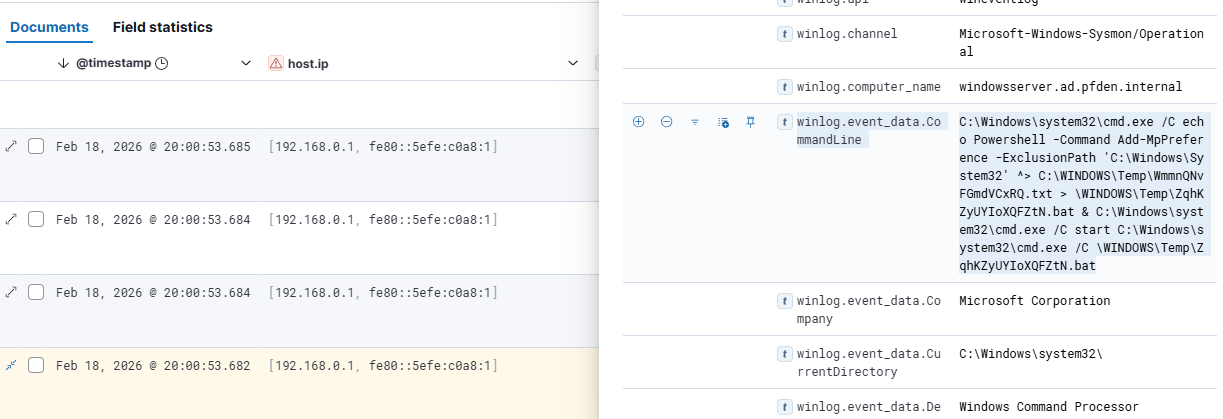 Documents
Field statistics
@timestamp
host.ip
Feb 18, 2026 @ 20:00:53.685
[192.168.0.1, fe80::5efe:c0a8:1]
Feb 18, 2026 @ 20:00:53.684
[192.168.0.1, fe80::5efe:c0a8:1]
Feb 18, 2026 @ 20:00:53.684
[192.168.0.1, fe80::5efe:c0a8:1]
Feb 18, 2026 @ 20:00:53.682
[192.168.0.1, fe80::5efe:c0a8:1]
t winlog.api
wineventlog
t winlog.channel
Microsoft-Windows-Sysmon/Operation
al
t winlog.computer_name
windowsserver.ad.pfden.internal
t winlog.event_data.Co
mmandLine
C:\Windows\system32\cmd.exe /C ech
o Powershell -Command Add-MpPrefer
ence -ExclusionPath 'C:\Windows\Sy
stem32' ^> C:\WINDOWS\Temp\WmmnQNv
FGmdVCxRQ.txt > \WINDOWS\Temp\ZqhK
ZyUYIoXQFZtN.bat & C:\Windows\syst
em32\cmd.exe /C start C:\Windows\s
ystem32\cmd.exe /C \WINDOWS\Temp\Z
qhKZyUYIoXQFZtN.bat
t winlog.event_data.Co
mpany
Microsoft Corporation
t winlog.event_data.Cu
rrentDirectory
C:\Windows\system32\
t winlog.event_data.De
Windows Command Processor